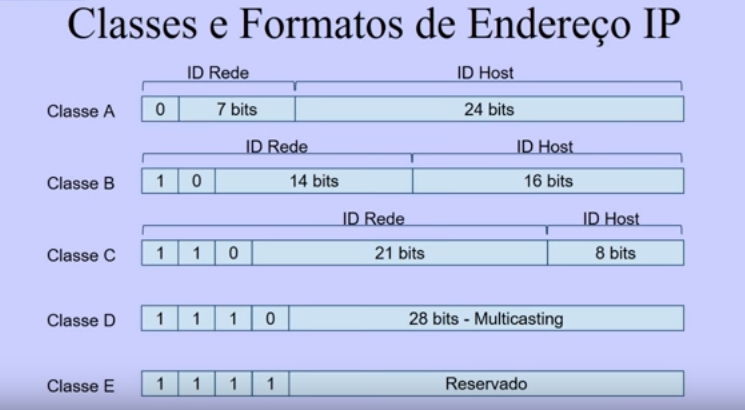 Classes e Formatos de Endereço IP
ID Rede ID Host
Classe A 0 7 bits 24 bits
ID Rede ID Host
Classe B 1 0 14 bits 16 bits
ID Rede ID Host
Classe C 1 1 0 21 bits 8 bits
Classe D 1 1 1 0 28 bits - Multicasting
Classe E 1 1 1 1 Reservado